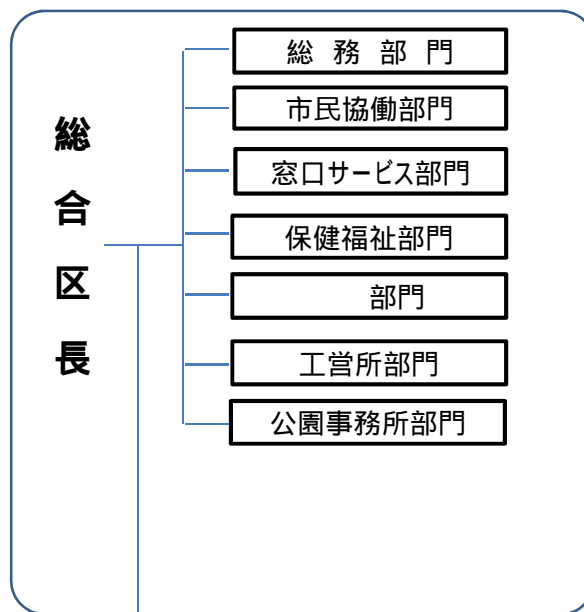 総合区長
総 務 部 門
市民協働部門
窓口サービス部門
保健福祉部門
部門
工営所部門
公園事務所部門